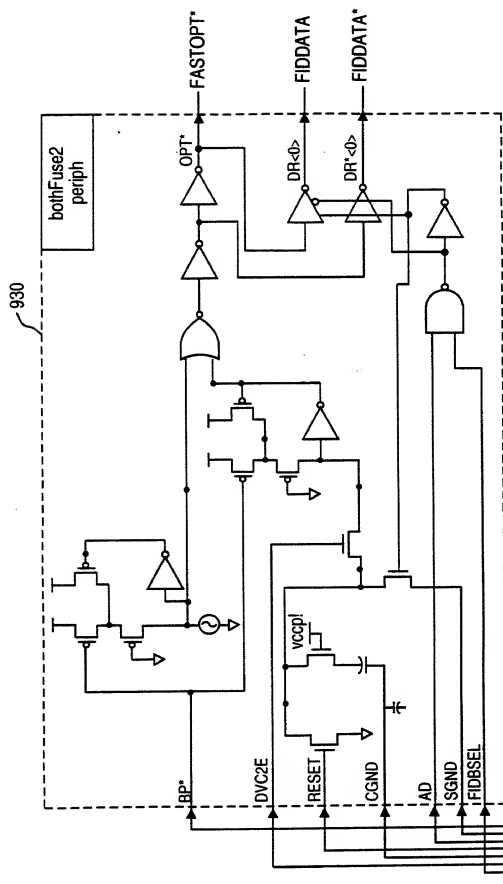 930
bothFuse2
periph
FASTOPT*
OPT*
FIDDATA
DR<0>
FIDDATA*
DR*<0>
vccp!
BP*
DVC2E
RESET
CGND
AD
SGND
FIDBSEL